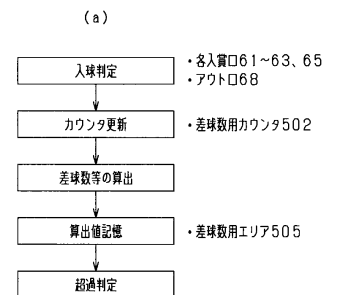 (a)
入球判定
・各入賞口61～63、65
・アウト口68
カウンタ更新
・差球数用カウンタ502
差球数等の算出
算出値記憶
・差球数用エリア505
超過判定